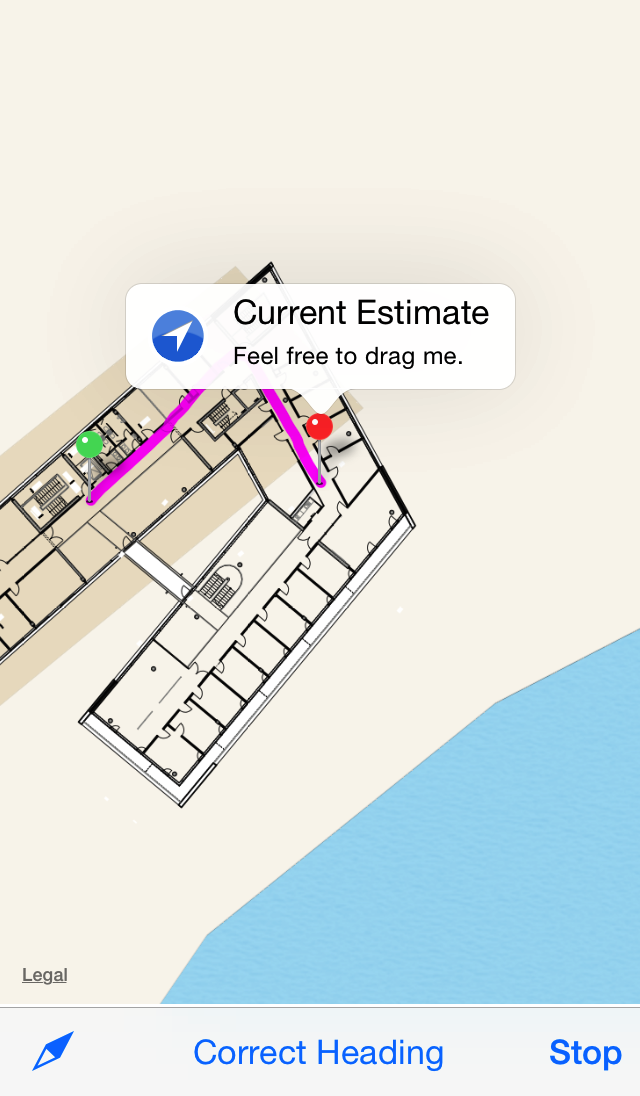 Current Estimate
Feel free to drag me.
Legal
Correct Heading
Stop